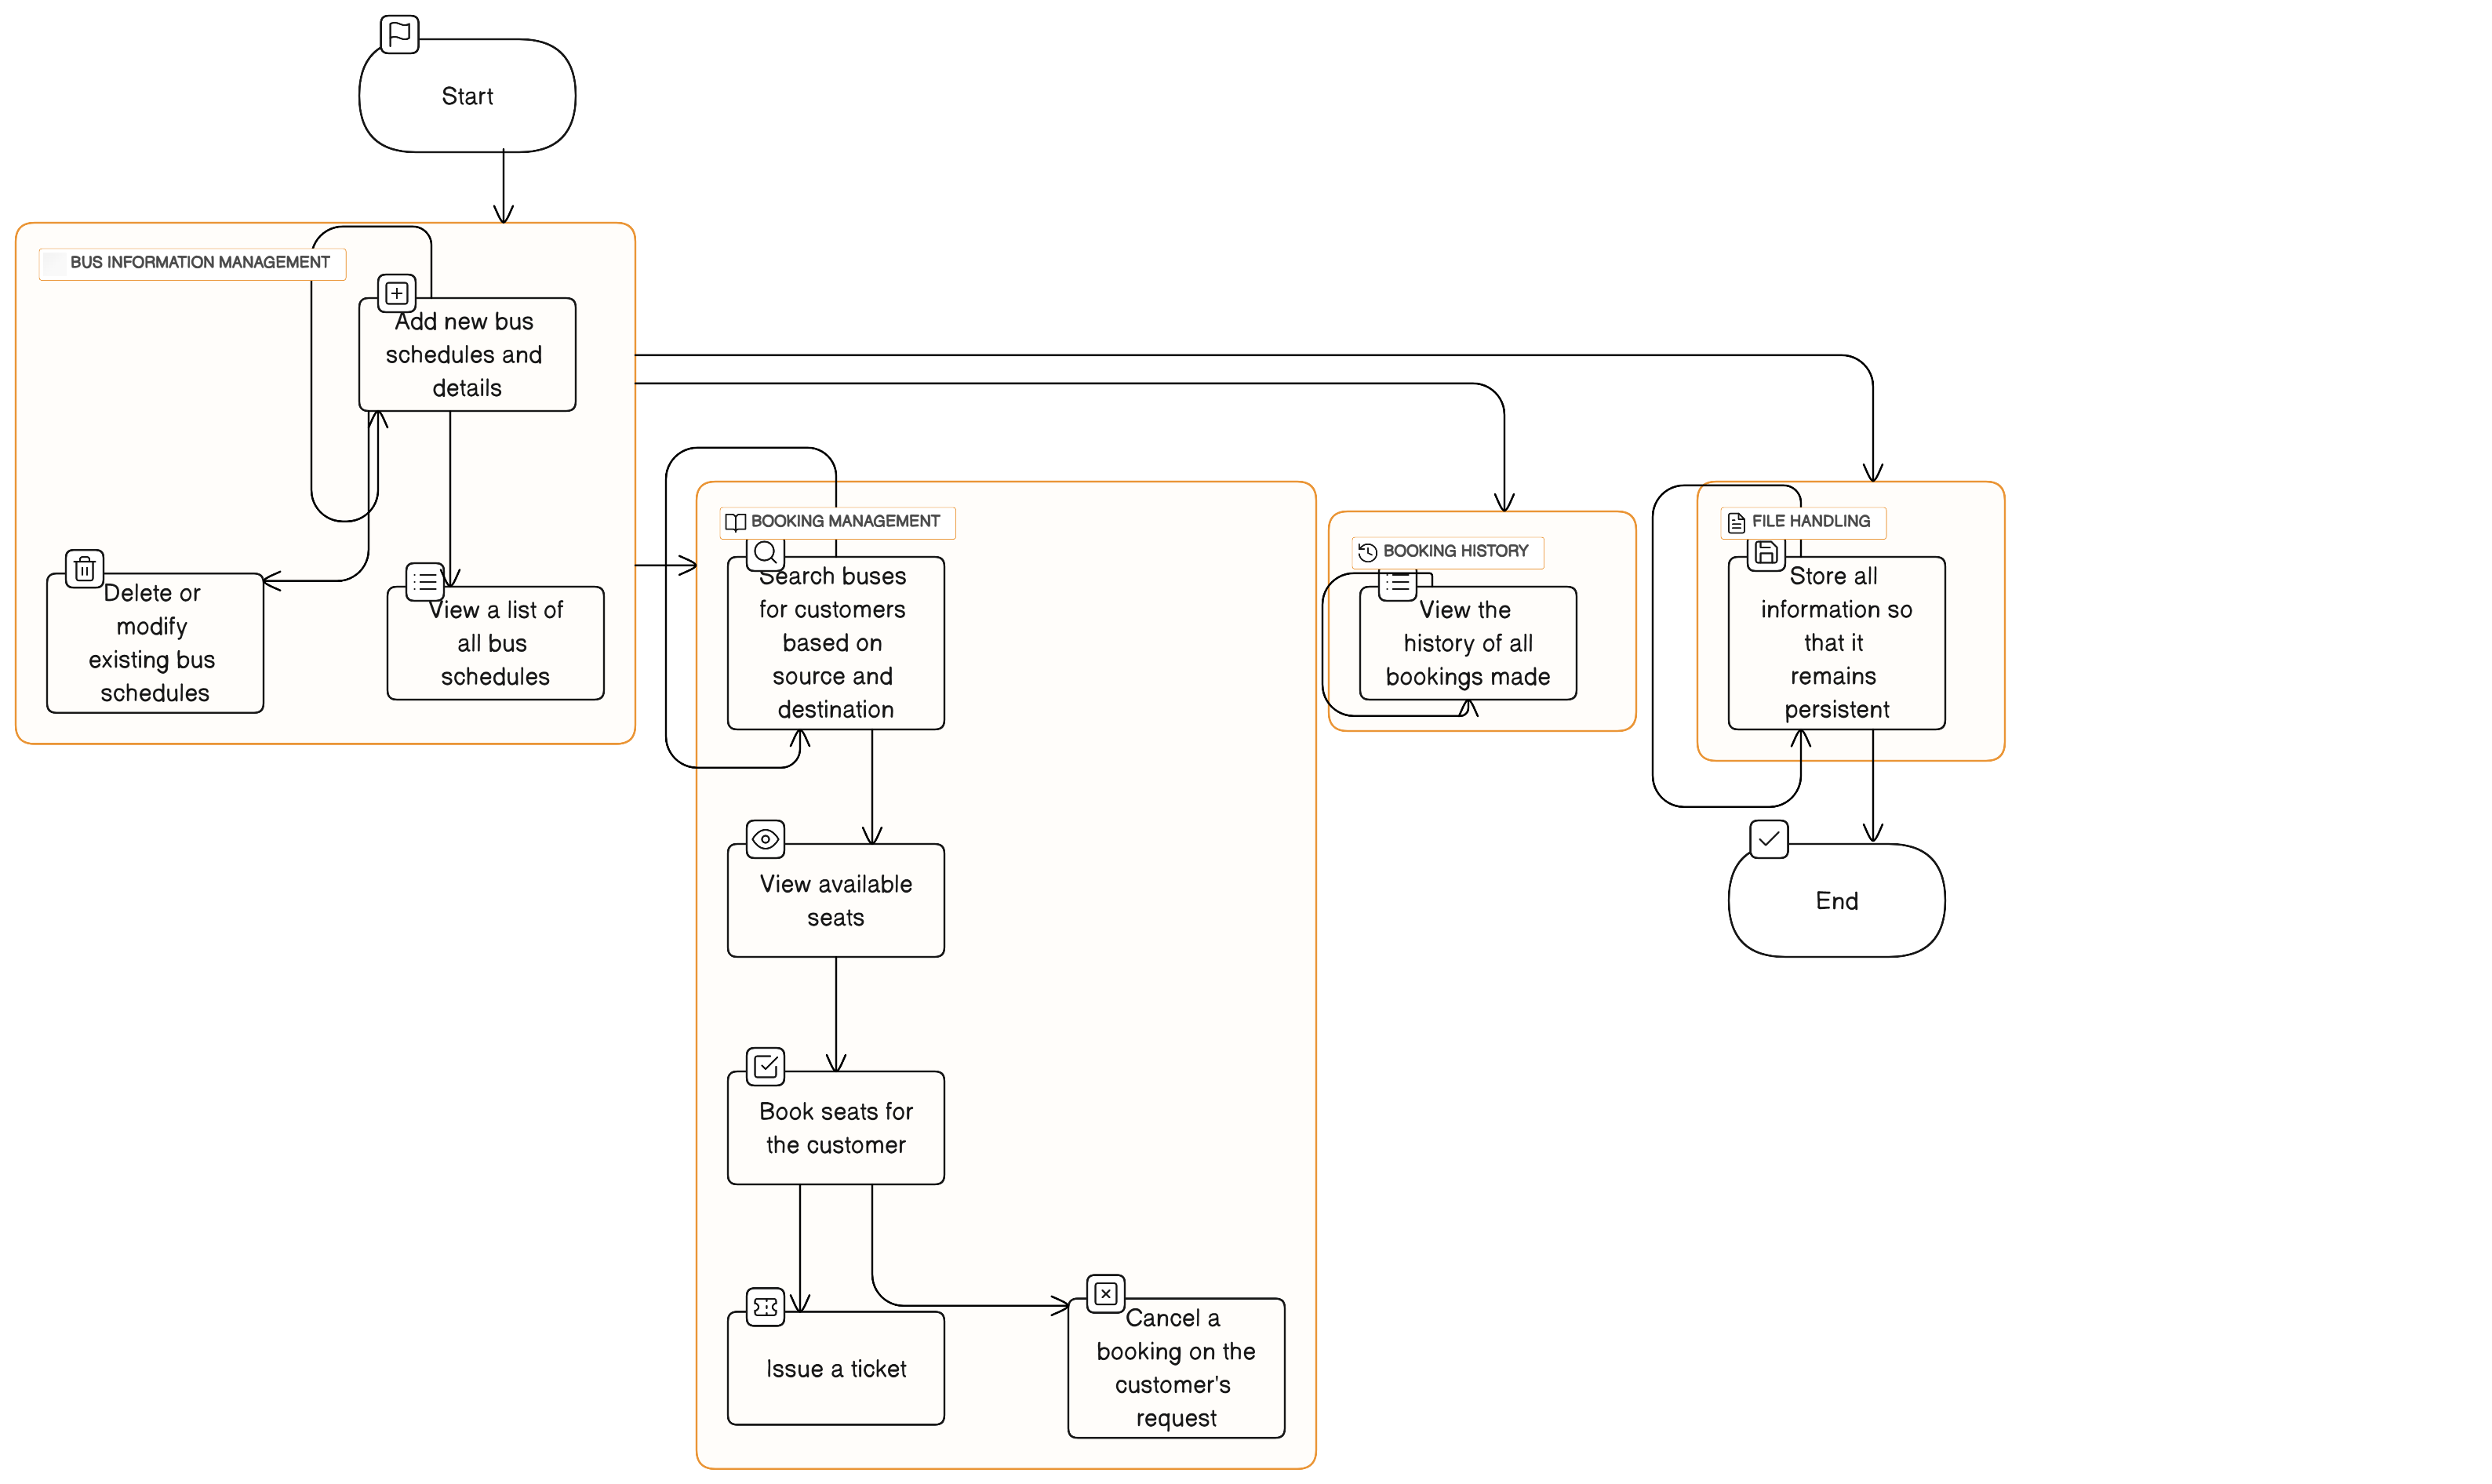 Start
BUS INFORMATION MANAGEMENT
Add new bus
schedules and
details
Delete or
modify
existing bus
schedules
View a list of
all bus
schedules
BOOKING MANAGEMENT
Search buses
for customers
based on
source and
destination
View available
seats
Book seats for
the customer
Issue a ticket
Cancel a
booking on the
customer's
request
BOOKING HISTORY
View the
history of all
bookings made
FILE HANDLING
Store all
information so
that it
remains
persistent
End